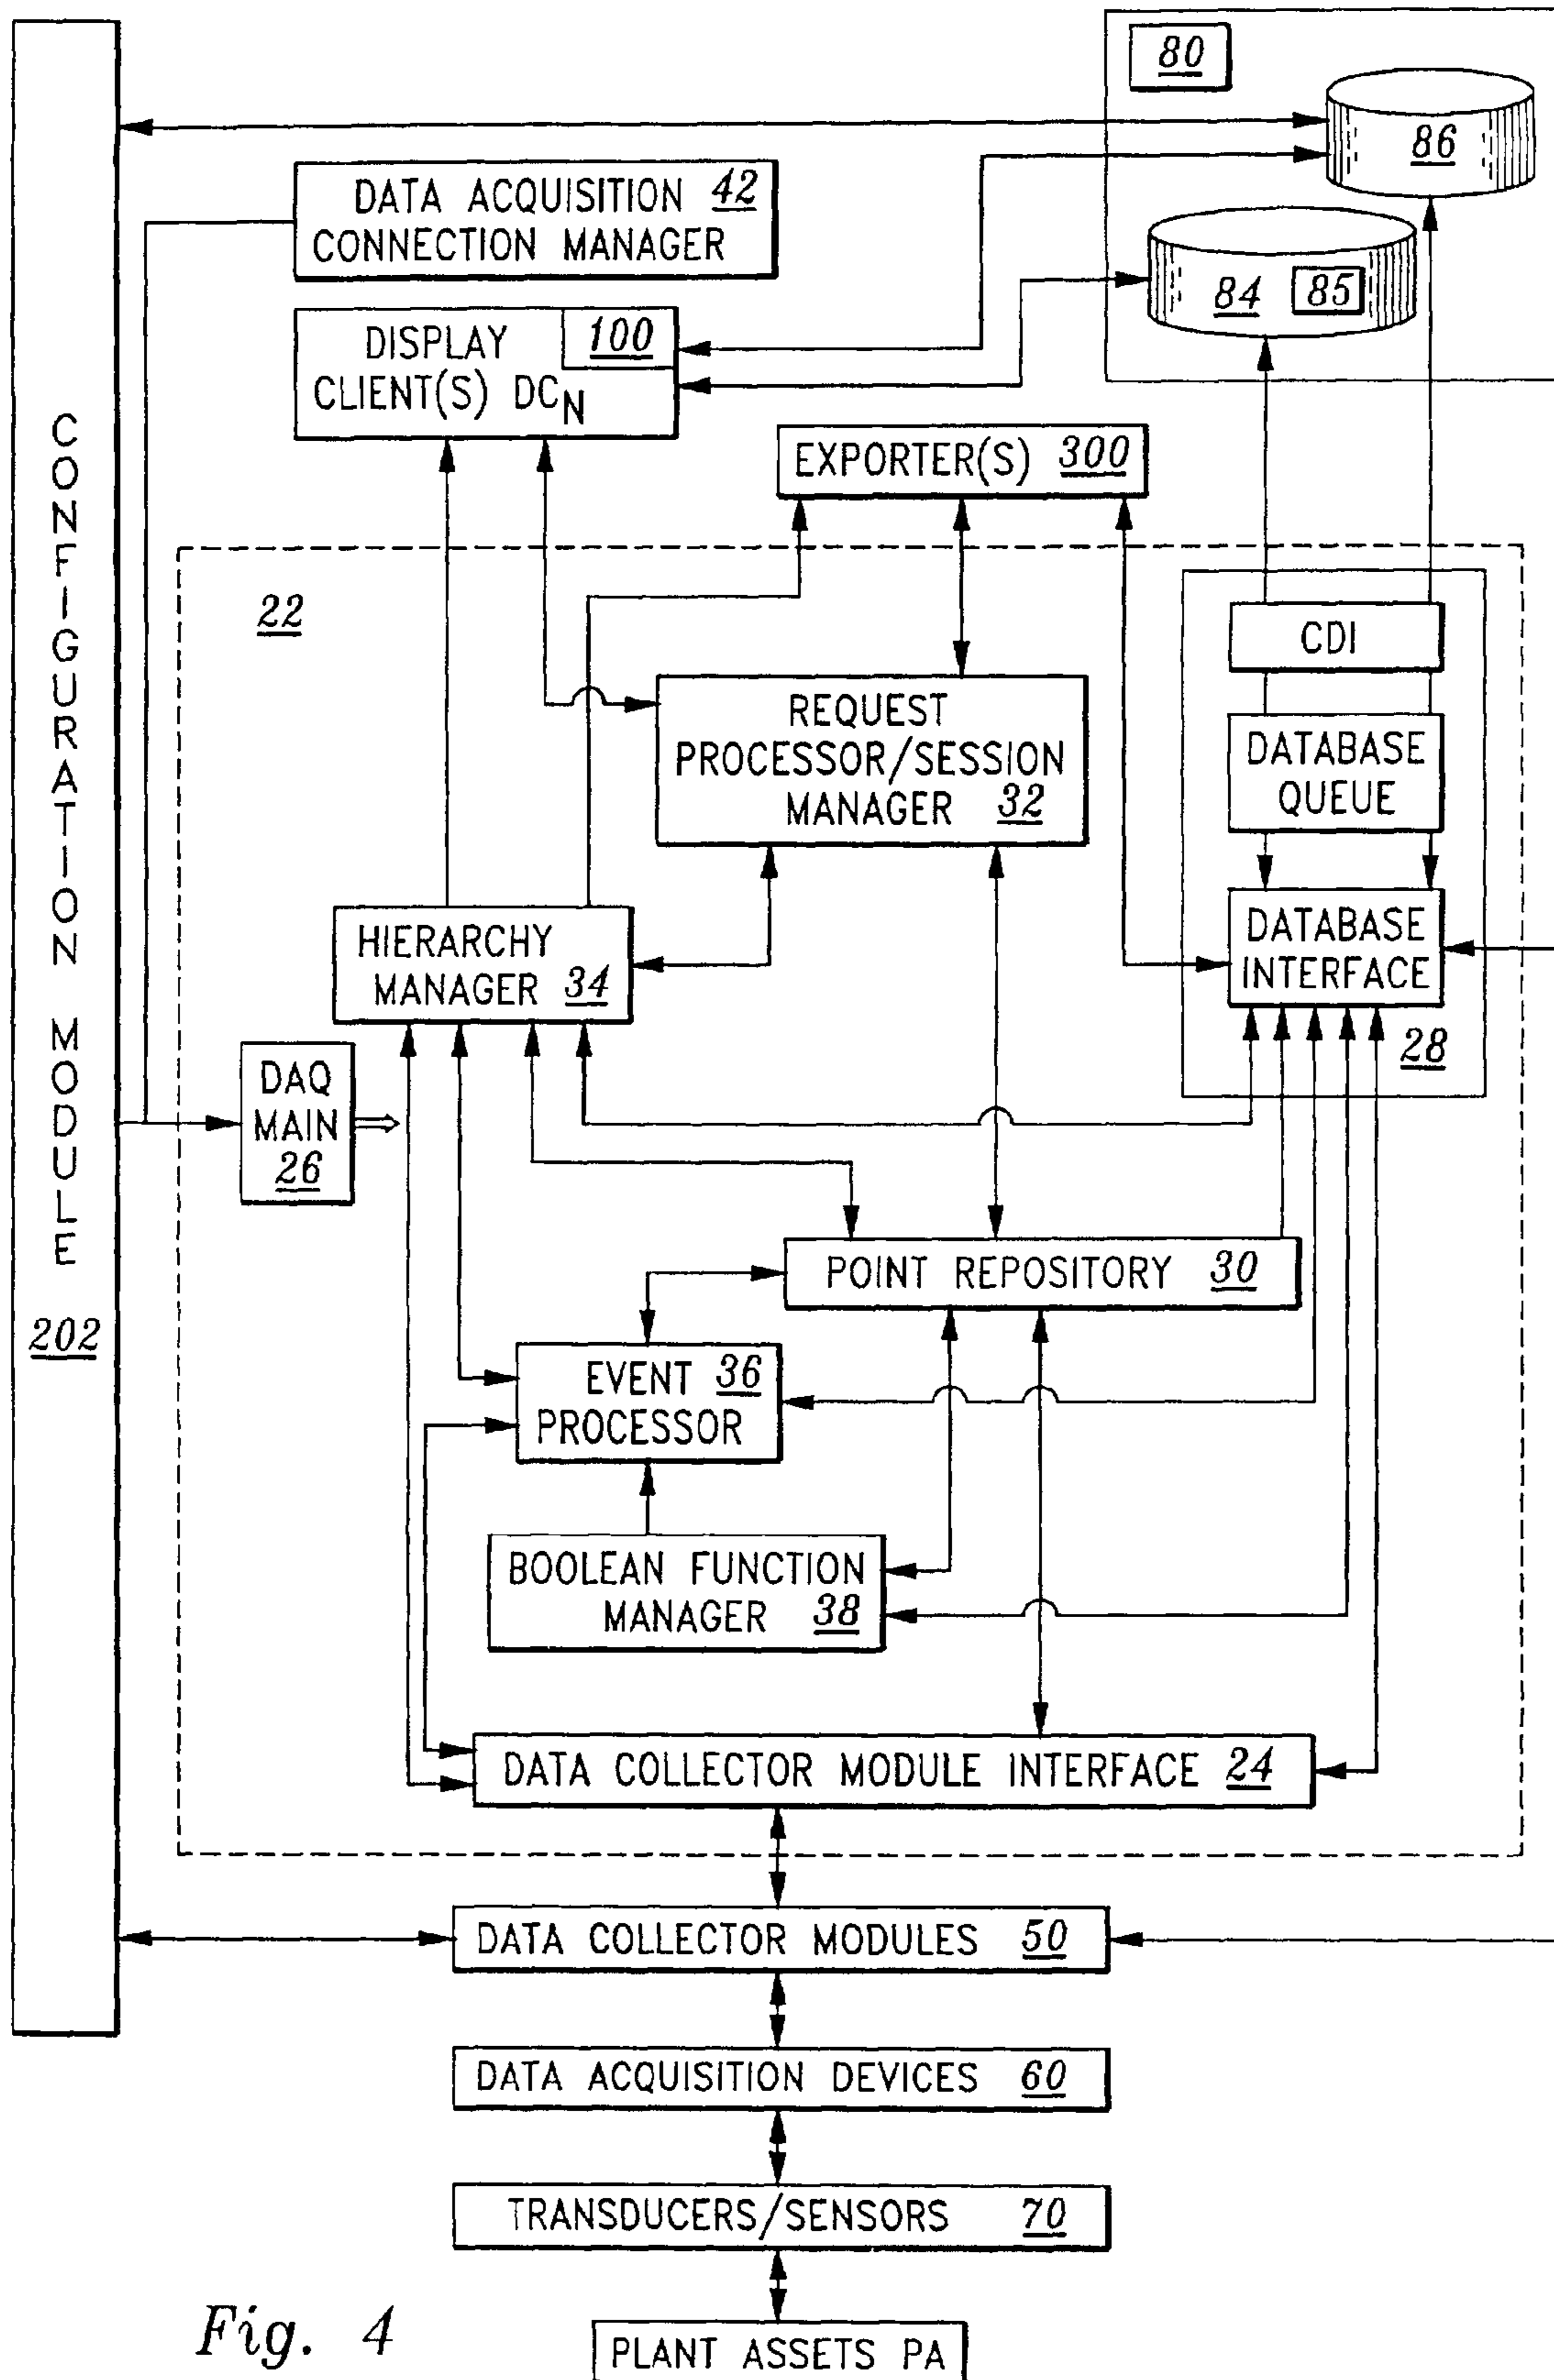 80
86
DATA ACQUISITION 42
CONNECTION MANAGER
84 85
DISPLAY 100
CLIENT(S) DCN
EXPORTER(S) 300
CONFIGURATION MODULE
202
22
CDI
REQUEST
PROCESSOR/SESSION
MANAGER 32
DATABASE
QUEUE
HIERARCHY
MANAGER 34
DATABASE
INTERFACE
28
DAQ
MAIN
26
POINT REPOSITORY 30
EVENT 36
PROCESSOR
BOOLEAN FUNCTION
MANAGER 38
DATA COLLECTOR MODULE INTERFACE 24
DATA COLLECTOR MODULES 50
DATA ACQUISITION DEVICES 60
TRANSDUCERS/SENSORS 70
PLANT ASSETS PA
Fig. 4